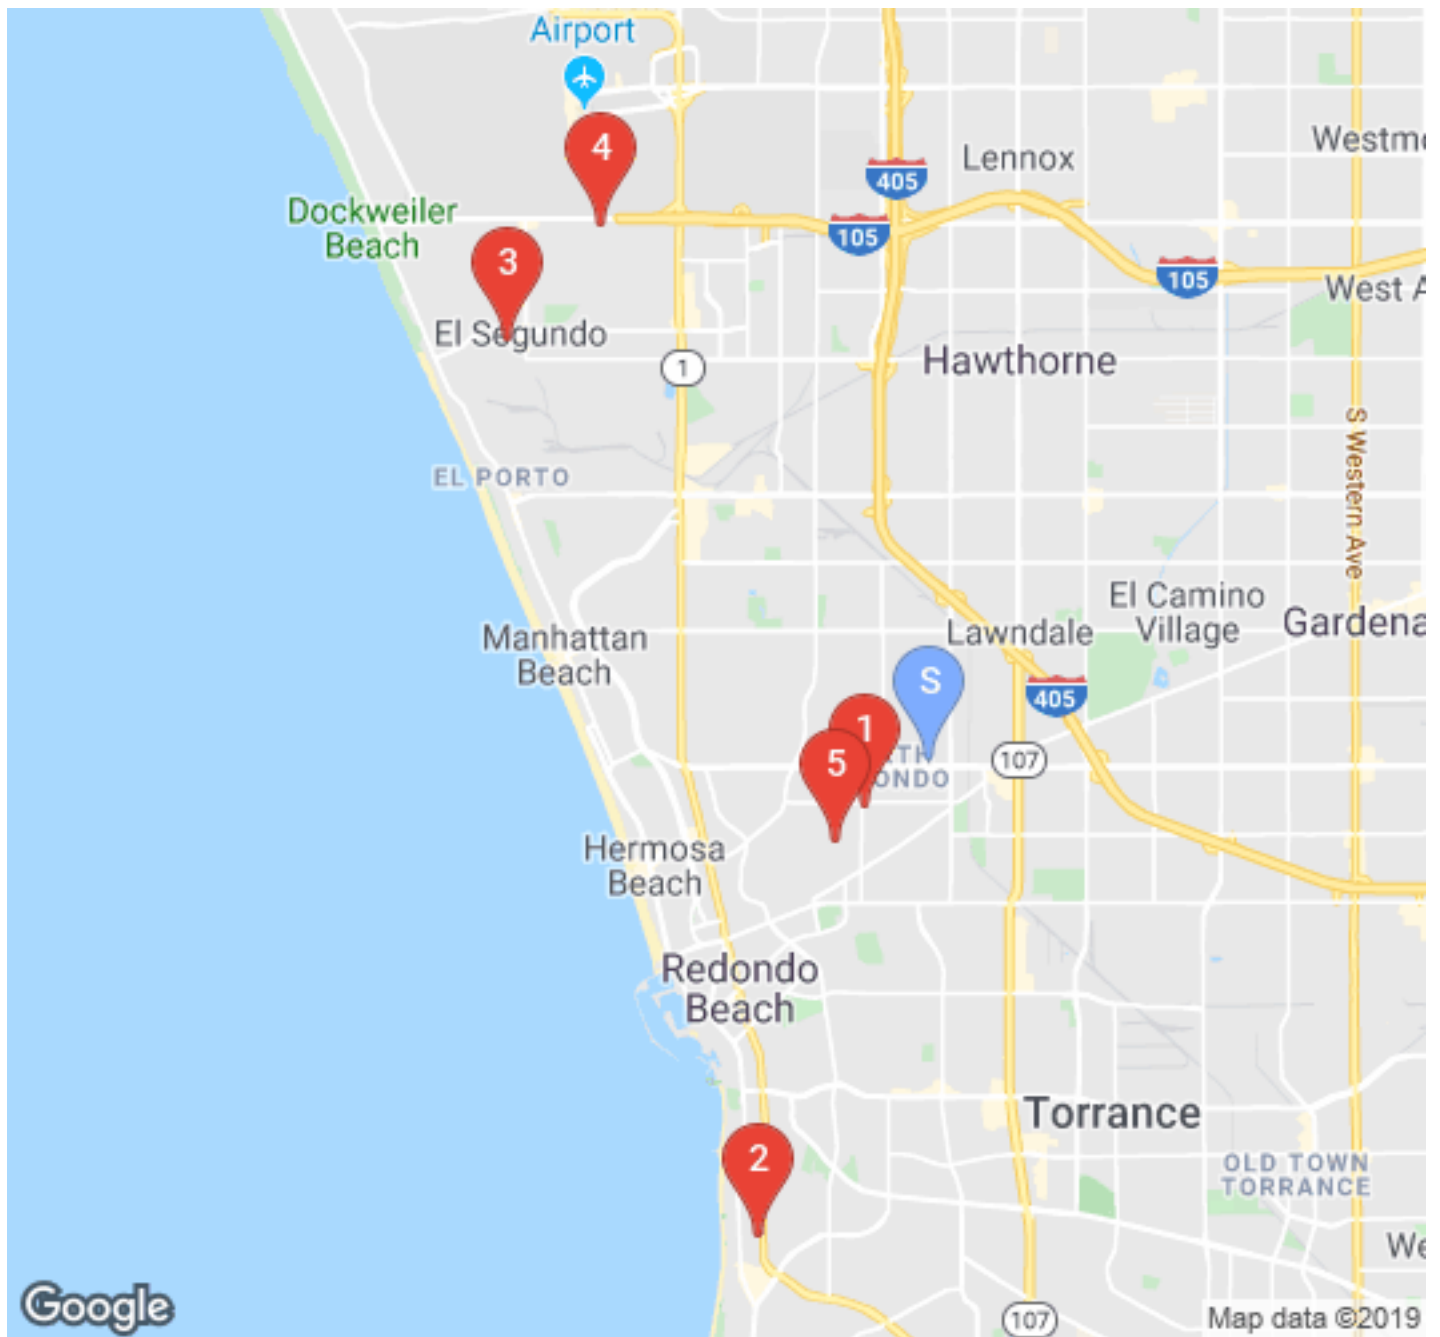 Airport
4
405
Lennox
Westm
Dockweiler
Beach
105
3
105
West A
El Segundo
1
Hawthorne
S Western Ave
EL PORTO
El Camino
Village
Gardena
Lawndale
Manhattan
Beach
S
405
1
5
107
ONDO
Hermosa
Beach
Redondo
Beach
Torrance
2
OLD TOWN
TORRANCE
We
107
Google
Map data ©2019